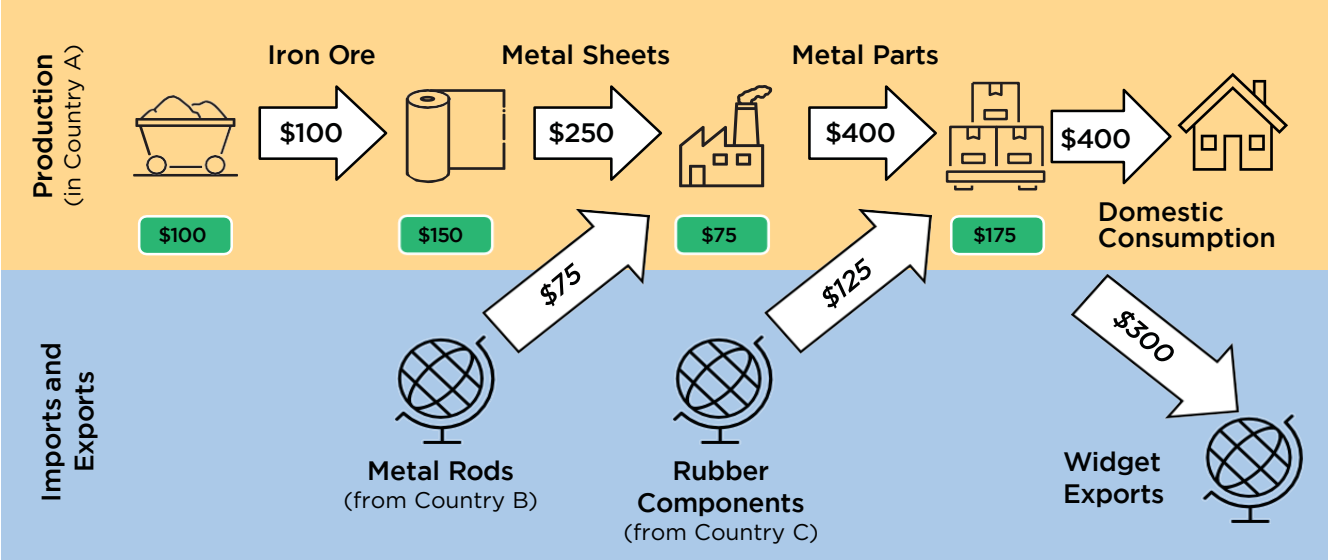 Production
(in Country A)
Iron Ore
Metal Sheets
Metal Parts
$100
$250
$400
$400
$100
$150
$75
$175
Domestic
Consumption
$75
$125
$300
Imports and
Exports
Metal Rods
(from Country B)
Rubber
Components
(from Country C)
Widget
Exports